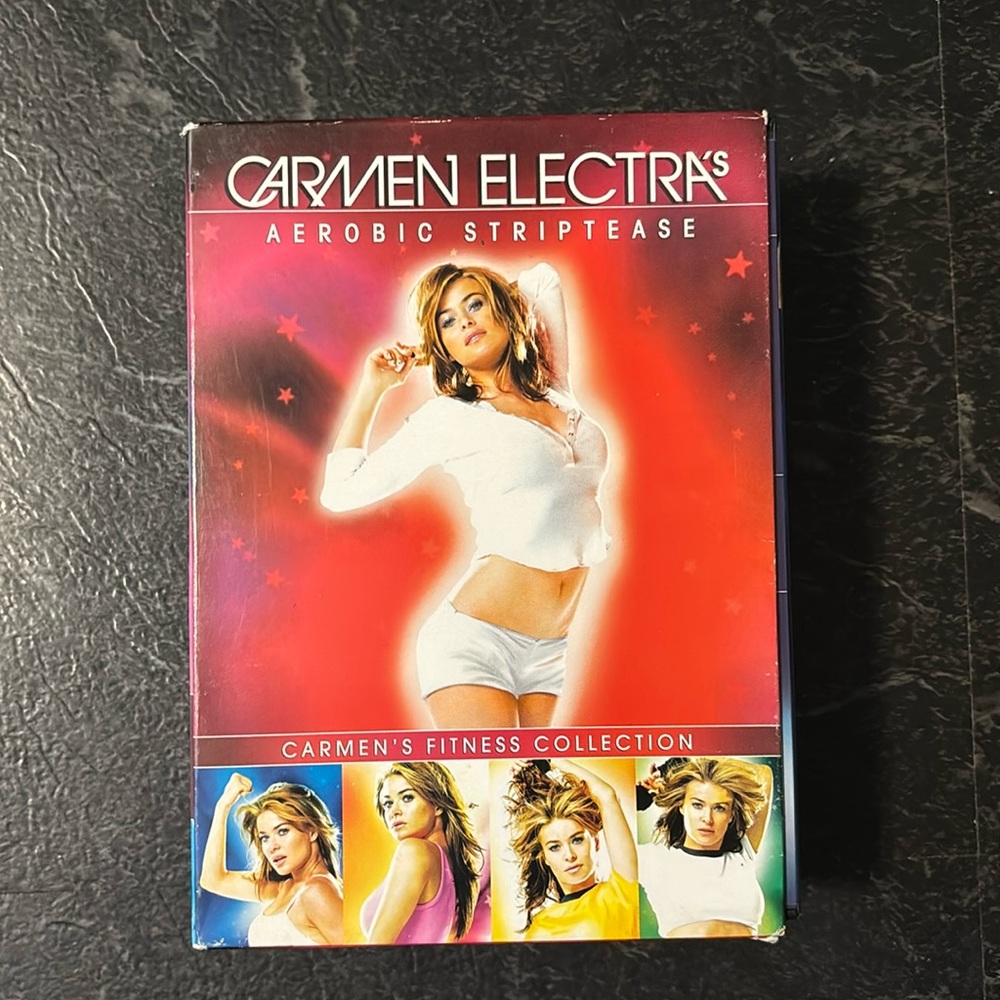 CARMEN ELECTRA'S
AEROBIC STRIPTEASE
CARMEN'S FITNESS COLLECTION